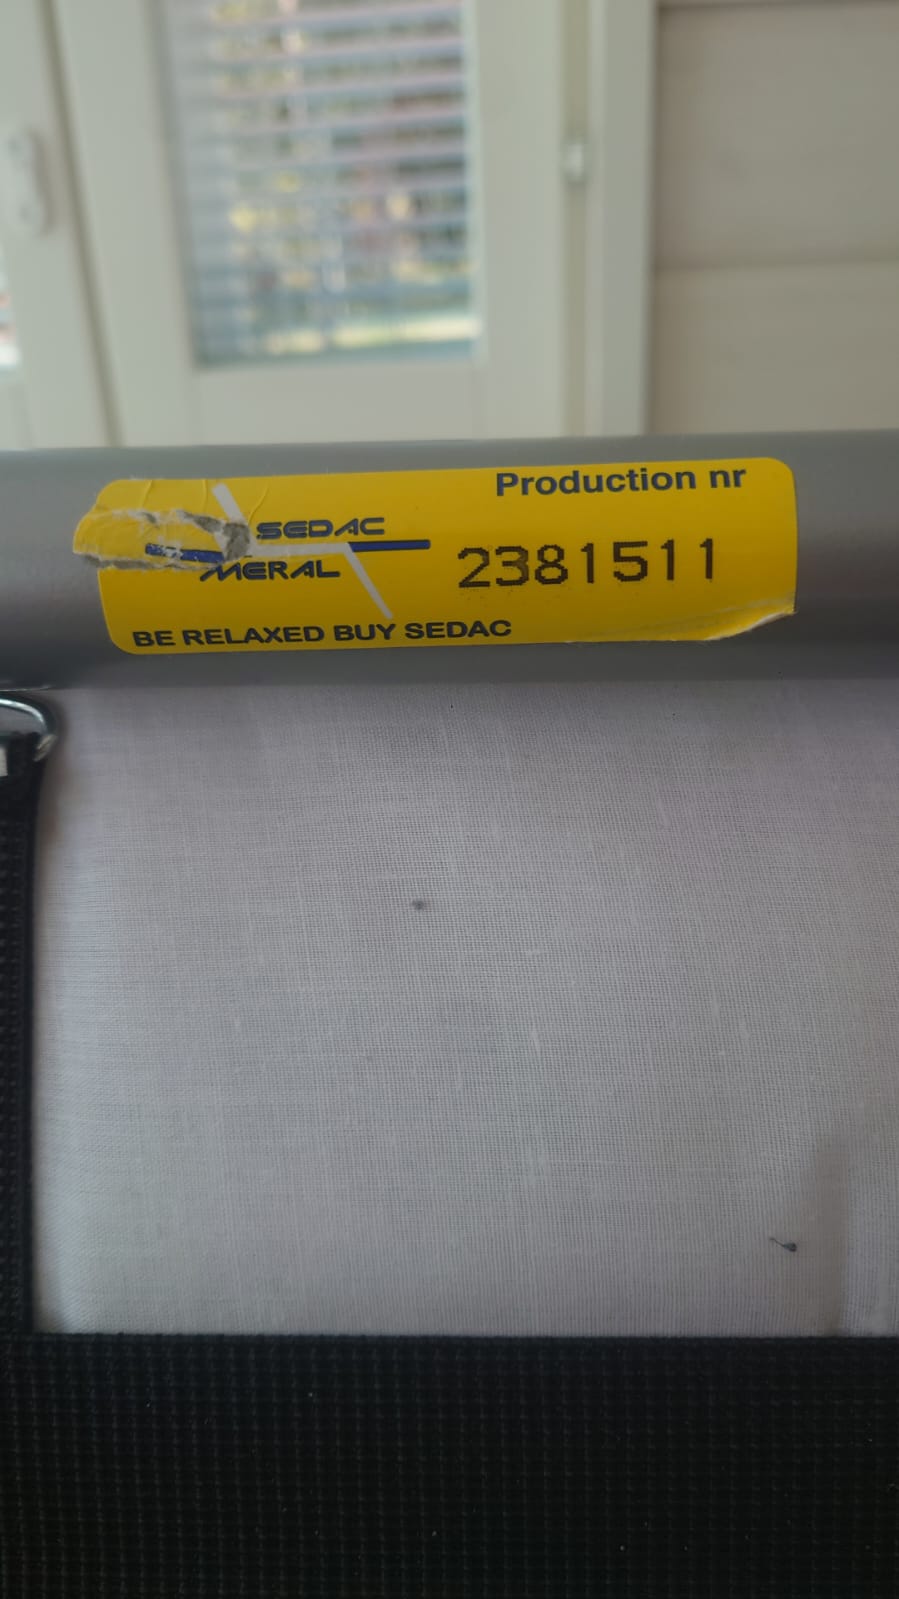 Production nr
SEDAC
MERAL
2381511
BE RELAXED BUY SEDAC